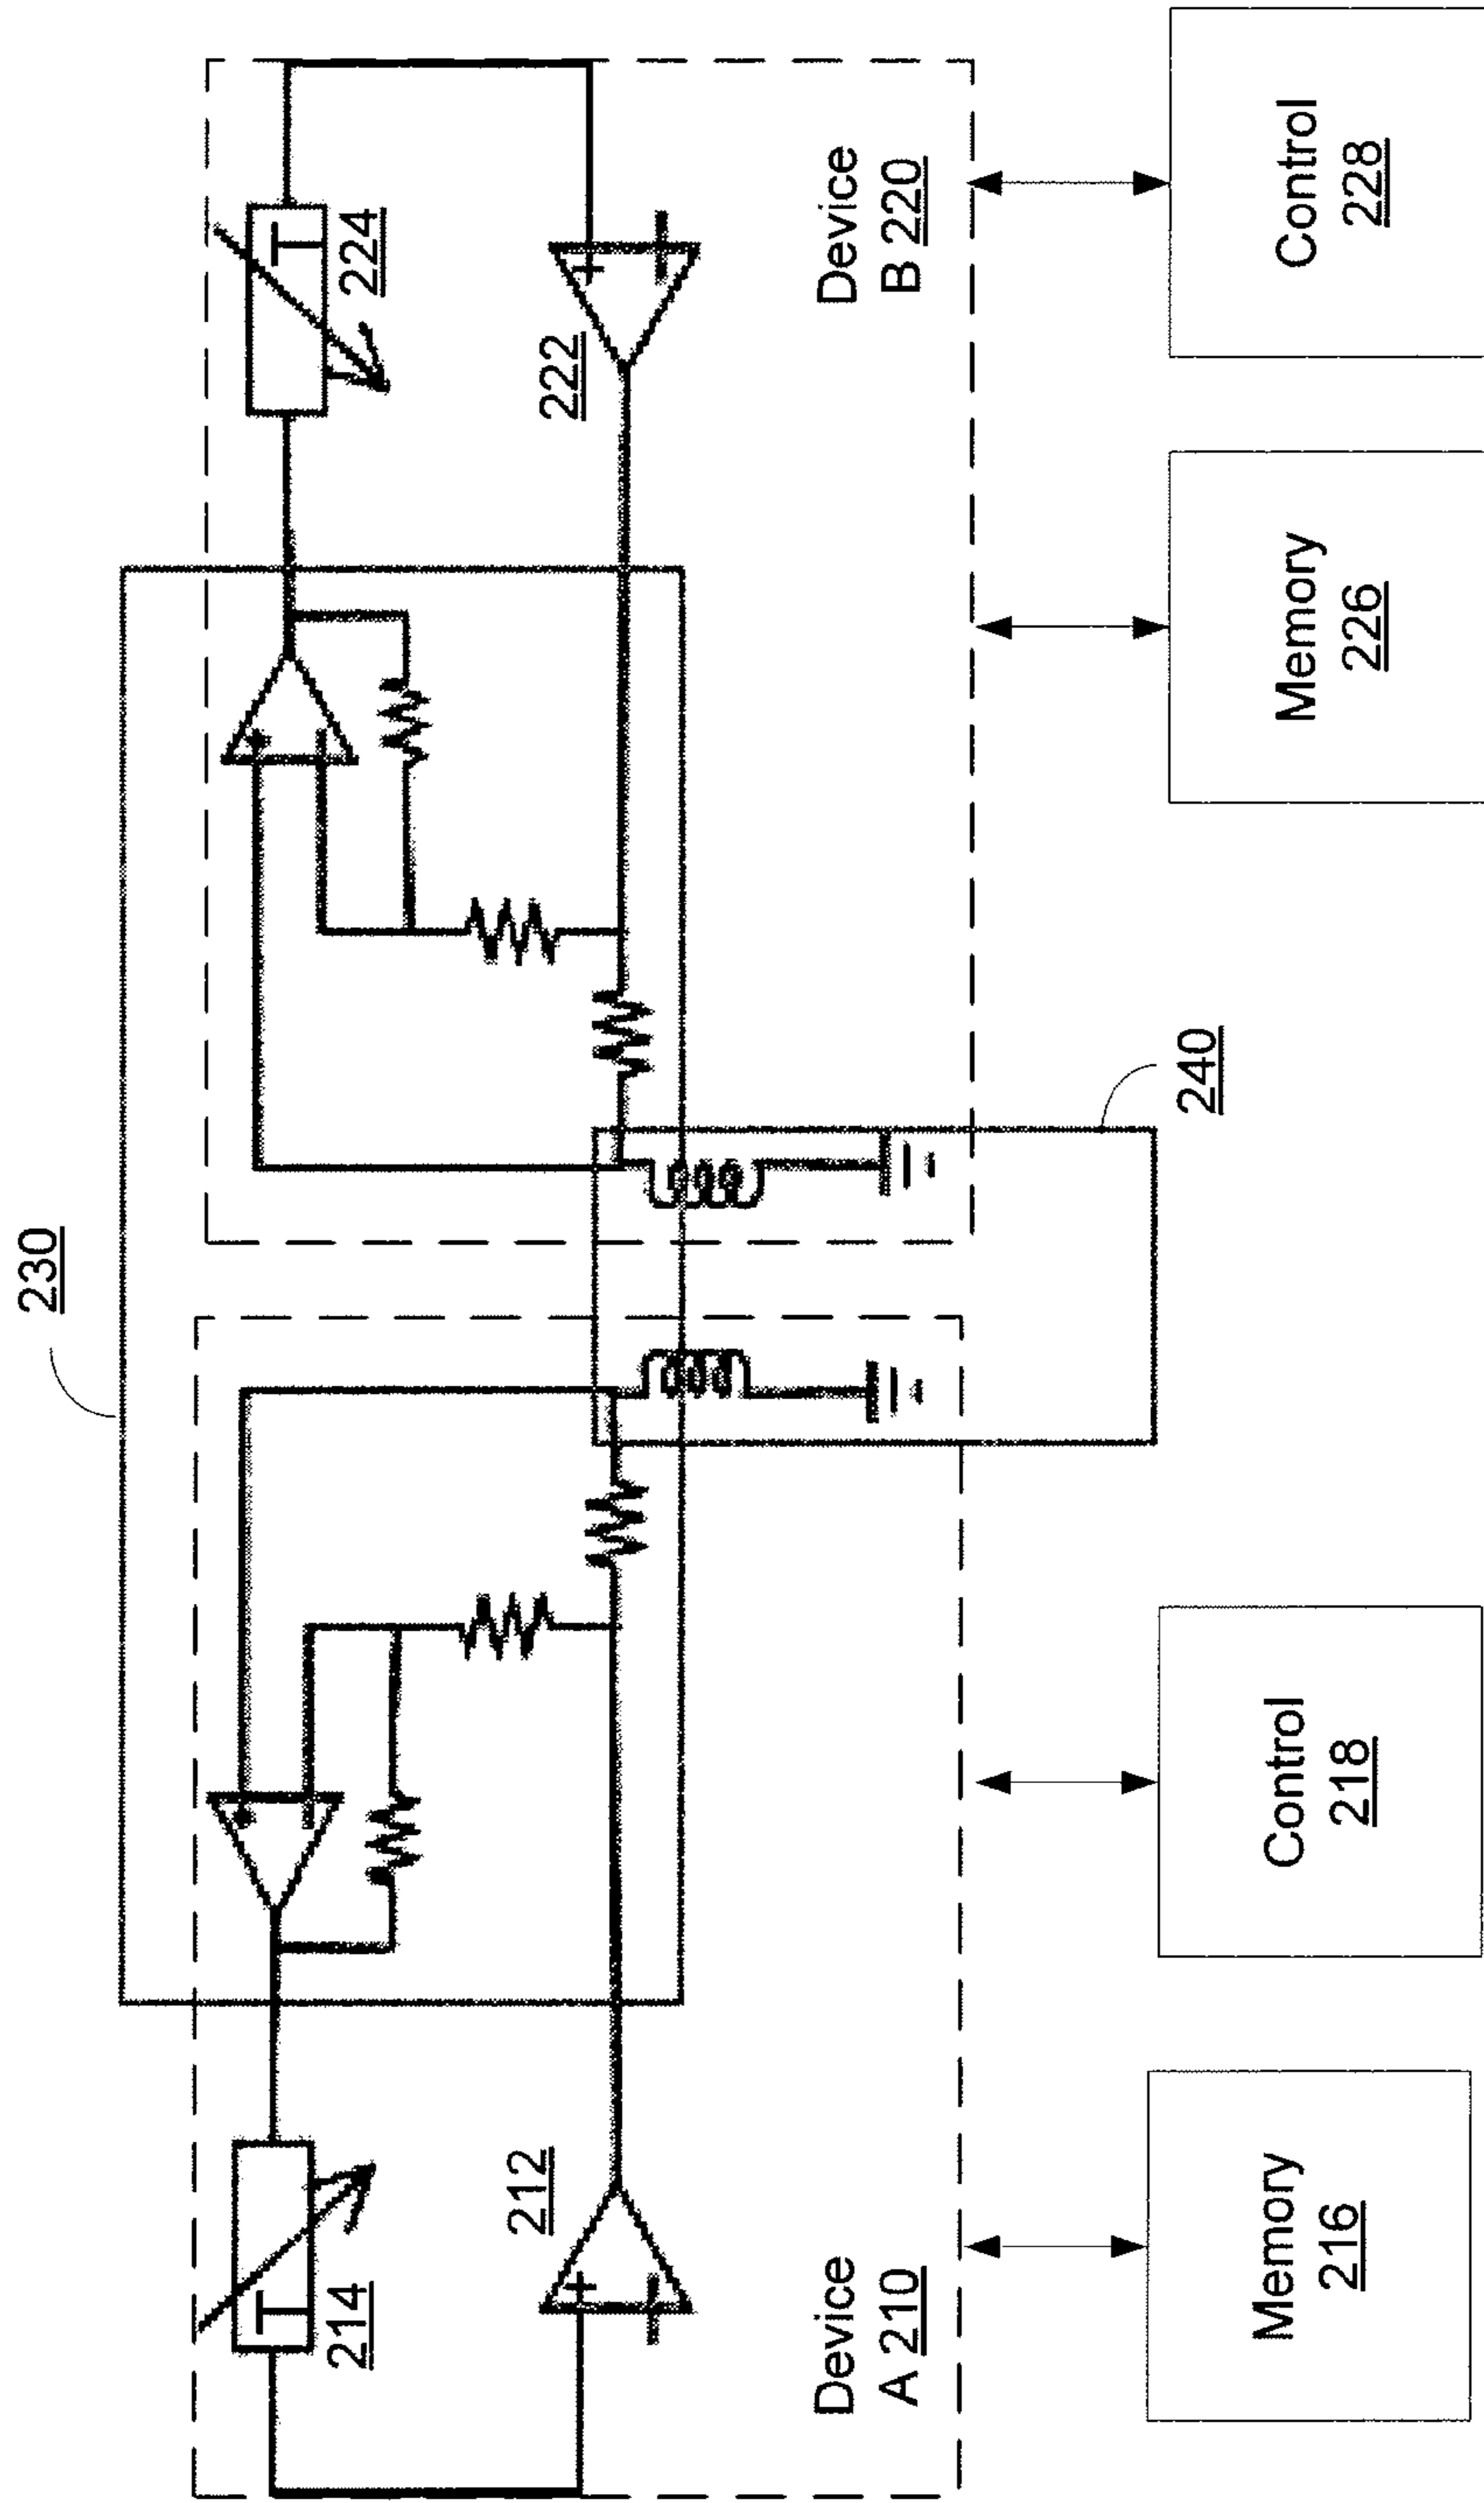 230
214
T
212
Device
A 210
224
T
222
Device
B 220
240
Memory
216
Control
218
Memory
226
Control
228